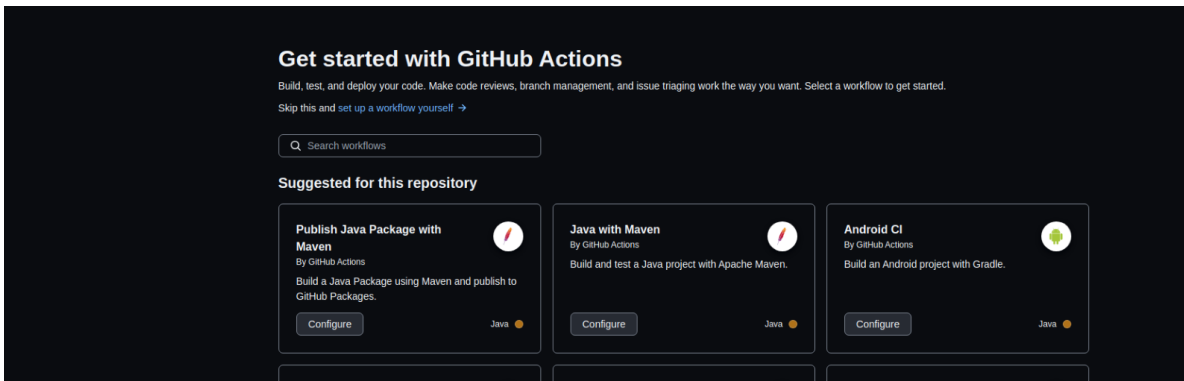 Get started with GitHub Actions
Build, test, and deploy your code. Make code reviews, branch management, and issue triaging work the way you want. Select a workflow to get started.
Skip this and set up a workflow yourself →
Search workflows
Suggested for this repository
Publish Java Package with
Maven
By GitHub Actions
Build a Java Package using Maven and publish to
GitHub Packages.
Configure
Java
Java with Maven
By GitHub Actions
Build and test a Java project with Apache Maven.
Configure
Java
Android CI
By GitHub Actions
Build an Android project with Gradle.
Configure
Java